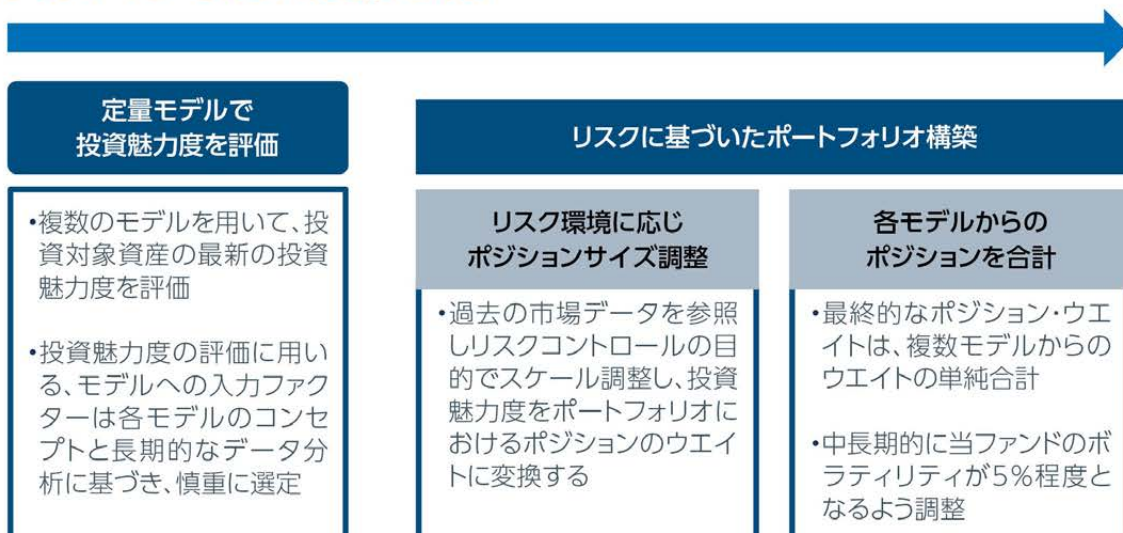 定量モデルで
投資魅力度を評価
•複数のモデルを用いて、投
資対象資産の最新の投資
魅力度を評価
•投資魅力度の評価に用い
る、モデルへの入力ファク
ターは各モデルのコンセ
プトと長期的なデータ分
析に基づき、慎重に選定
リスクに基づいたポートフォリオ構築
リスク環境に応じ
ポジションサイズ調整
•過去の市場データを参照
しリスクコントロールの目
的でスケール調整し、投資
魅力度をポートフォリオに
おけるポジションのウエイ
トに変換する
各モデルからの
ポジションを合計
•最終的なポジション・ウエ
イトは、複数モデルからの
ウエイトの単純合計
•中長期的に当ファンドのボ
ラティリティが5%程度と
なるよう調整